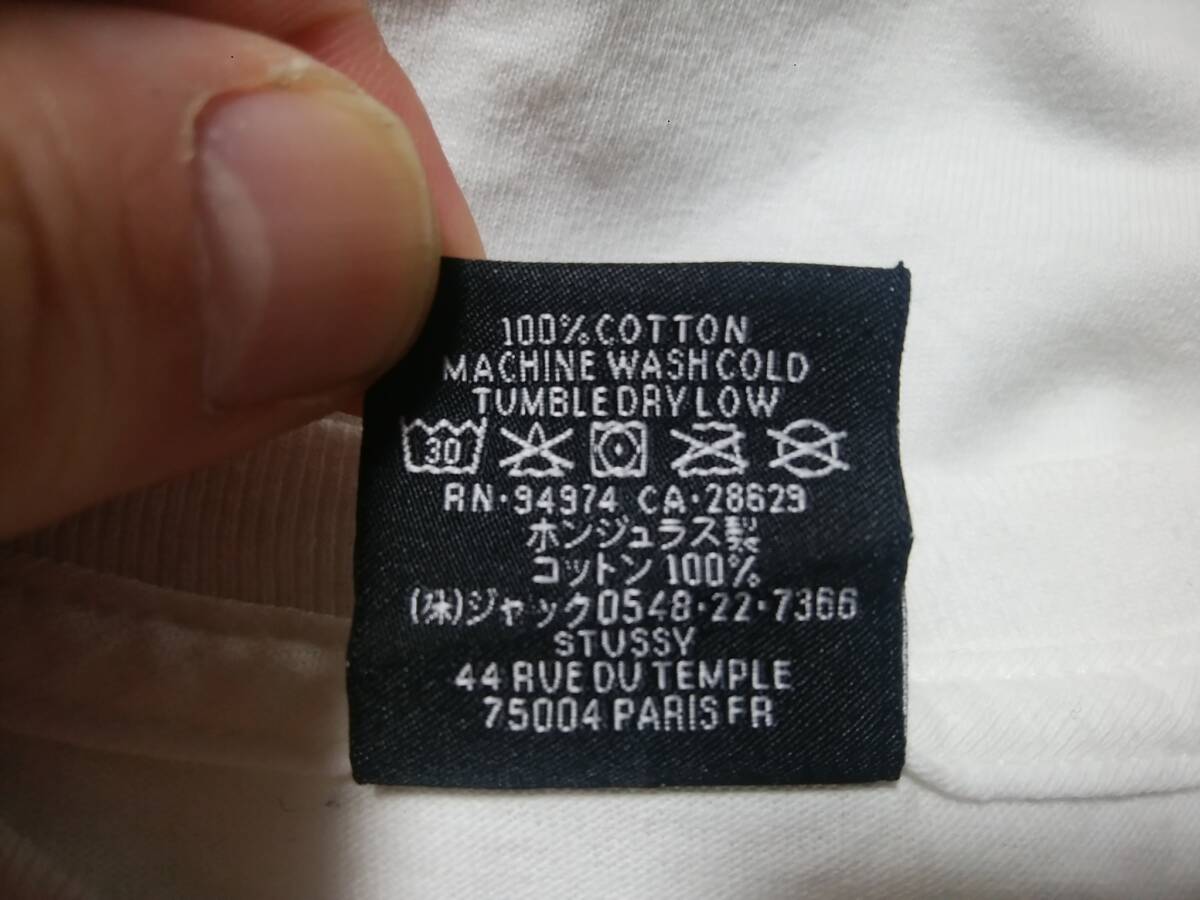 100% COTTON
MACHINE WASH COLD
TUMBLE DRY LOW
30
RN·94974 CA·28629
ホンジュラス製
コットン 100%
(株)ジャック0548·22·7366
STUSSY
44 RUE DU TEMPLE
75004 PARIS FR